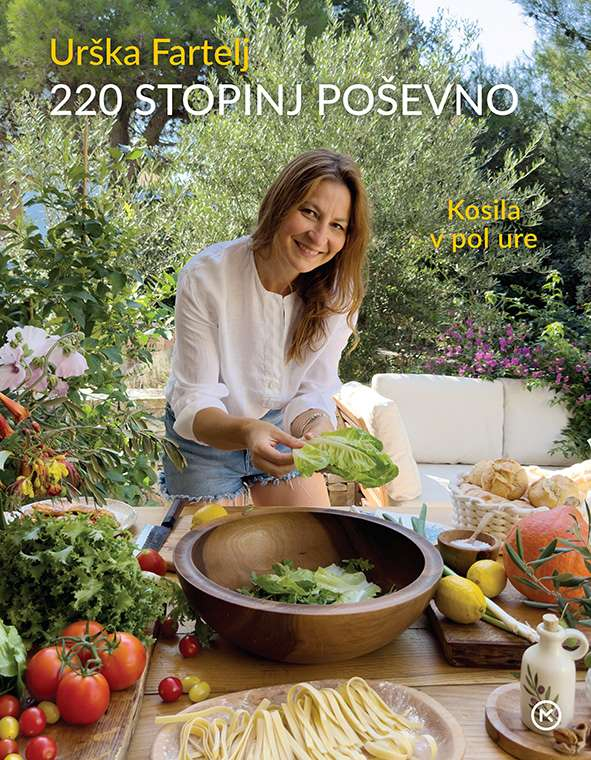 Urška Fartelj
220 STOPINJ POŠEVNO
Kosila
v pol ure